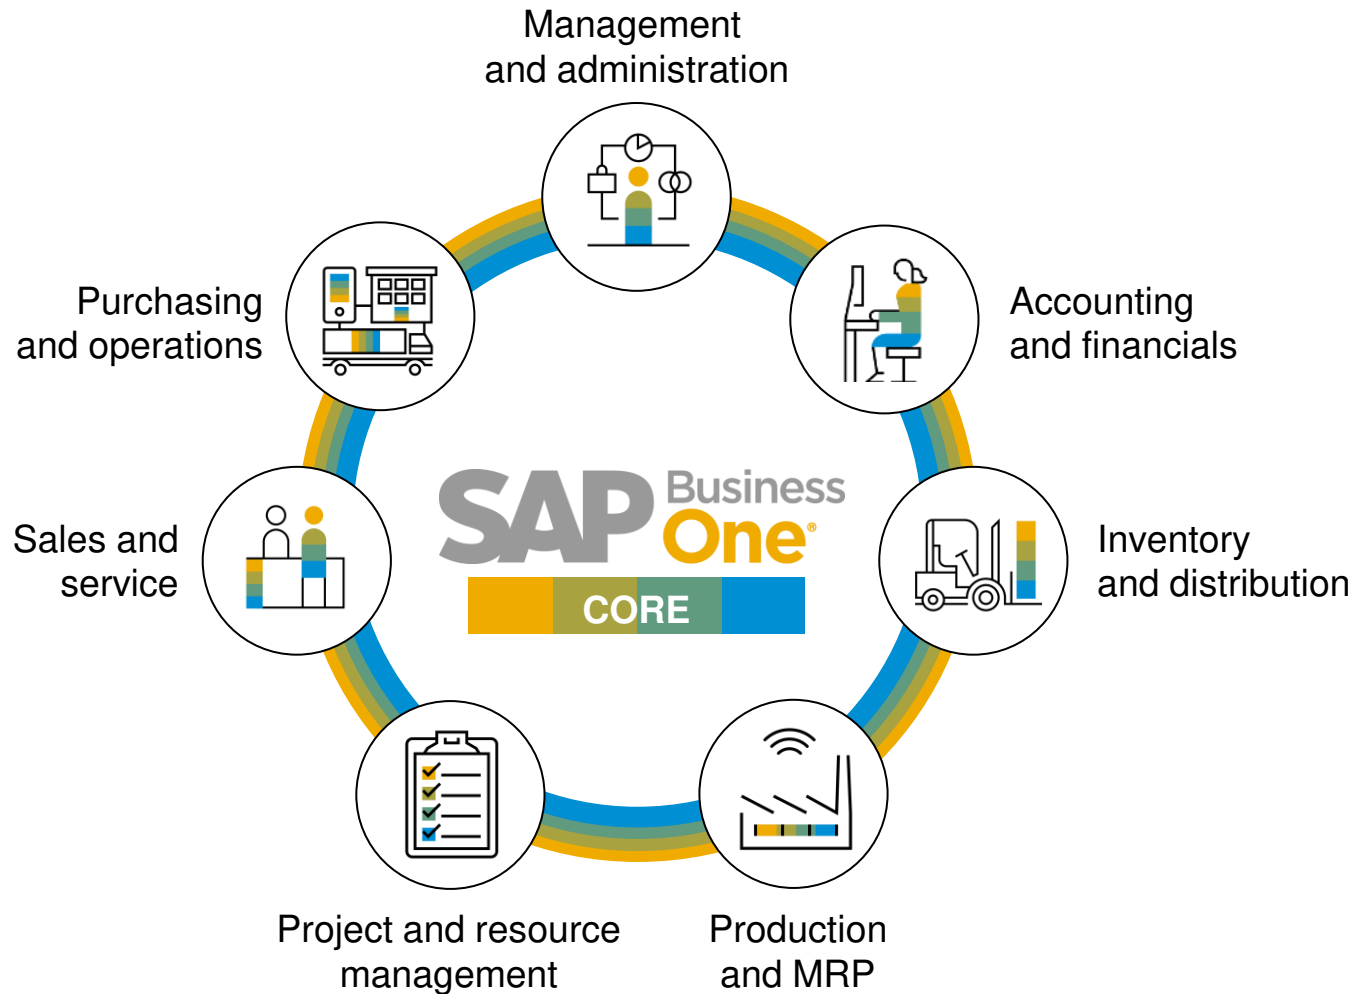 Management
and administration
Purchasing
and operations
Accounting
and financials
SAP Business
One®
CORE
Sales and
service
Inventory
and distribution
Project and resource
management
Production
and MRP